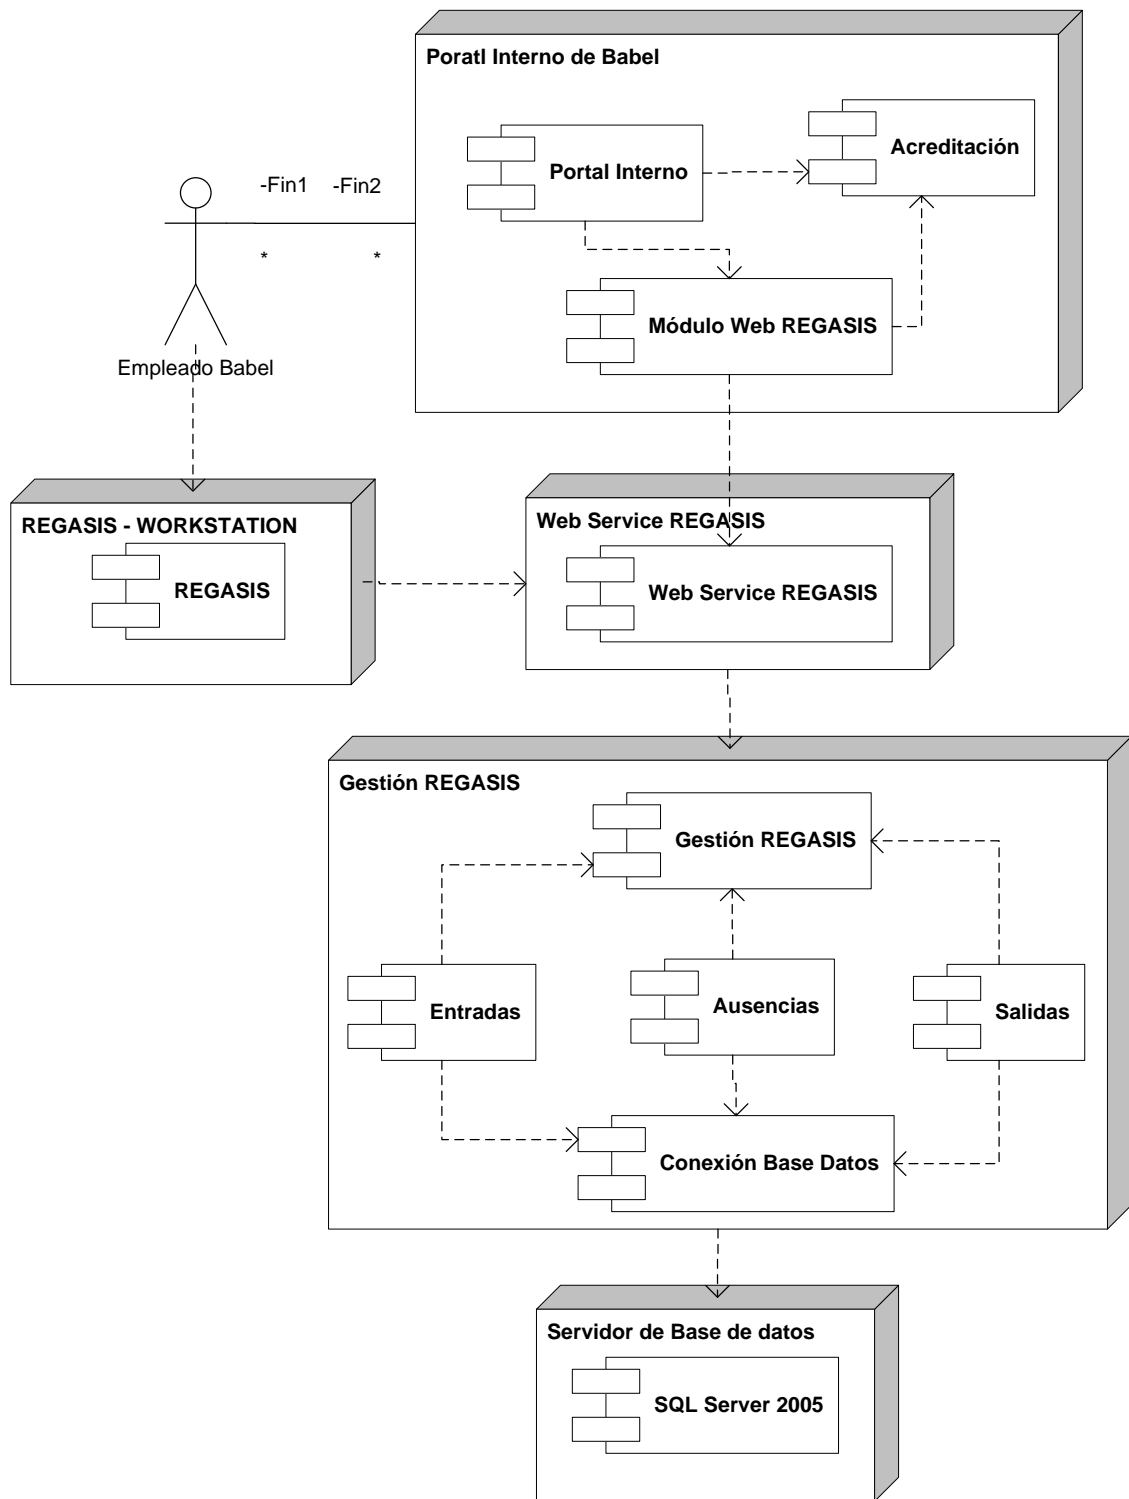 Poratl Interno de Babel
Portal Interno
Acreditación
-Fin1
-Fin2
*
*
Módulo Web REGASIS
Empleado Babel
REGASIS - WORKSTATION
REGASIS
Web Service REGASIS
Web Service REGASIS
Gestión REGASIS
Gestión REGASIS
Entradas
Ausencias
Salidas
Conexión Base Datos
Servidor de Base de datos
SQL Server 2005